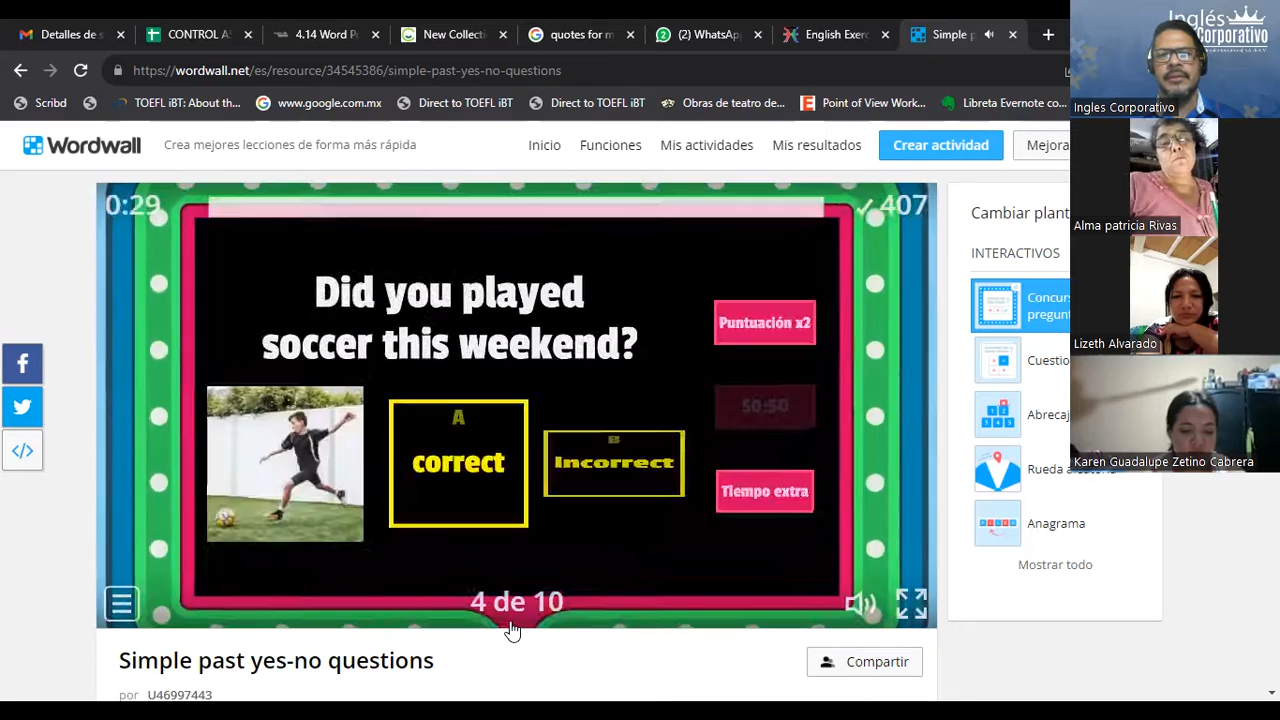 Detalles de s
CONTROL AS
4.14 Word P
New Collecti
quotes for m
(2) WhatsAp
English Exer
Simple p
https://wordwall.net/es/resource/34545386/simple-past-yes-no-questions
Scribd
TOEFL iBT: About th...
www.google.com.mx
Direct to TOEFL iBT
Direct to TOEFL iBT
Obras de teatro de...
Point of View Work...
Libreta Evernote co...
Wordwall
Crea mejores lecciones de forma más rápida
Inicio
Funciones
Mis actividades
Mis resultados
Crear actividad
Mejora
0:29
407
Did you played
soccer this weekend?
A
correct
B
Incorrect
Puntuación x2
50:50
Tiempo extra
4 de 10
Simple past yes-no questions
Compartir
por U46997443
Cambiar plant
INTERACTIVOS
Concurs
pregunt
Cuestio
Abrecaj
Rueda a
Anagrama
Mostrar todo
Inglés
Corporativo
Ingles Corporativo
Alma patricia Rivas
Lizeth Alvarado
Karen Guadalupe Zetino Cabrera